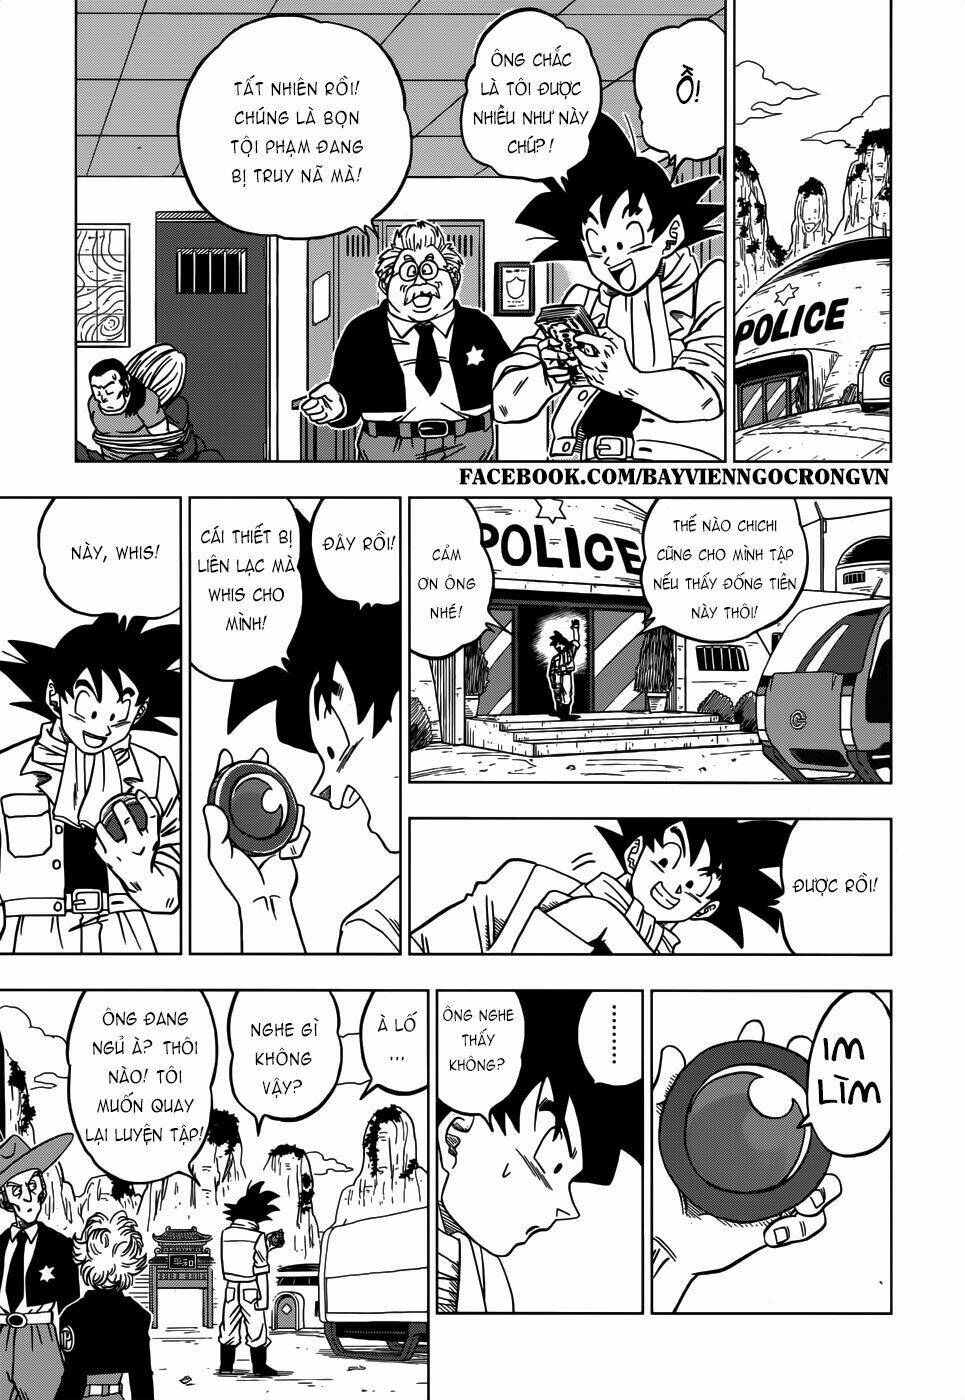 POLICE
Ồ!
ÔNG CHẮC
LÀ TÔI ĐƯỢC
NHIỀU NHƯ NÀY
CHỨ?!
TẤT NHIÊN RỒI!
CHÚNG LÀ BỌN
TỘI PHẠM ĐANG
BỊ TRUY NÃ MÀ!
FACEBOOK.COM/BAYVIENNGOCRONGVN
THẾ NÀO CHICHI
CŨNG CHO MÌNH TẬP
NẾU THẤY ĐỐNG TIỀN
NÀY THÔI!
POLICE
CẢM
ƠN ÔNG
NHÉ!
ĐÂY RỒI!
CÁI THIẾT BỊ
LIÊN LẠC MÀ
WHIS CHO
MÌNH!
NÀY, WHIS!
ĐƯỢC RỒI!
IM
LÌM
.........
ÔNG NGHE
THẤY
KHÔNG?
À LỐ
...
NGHE GÌ
KHÔNG
VẬY?
ÔNG ĐANG
NGỦ À? THÔI
NÀO! TÔI
MUỐN QUAY
LẠI LUYỆN TẬP!